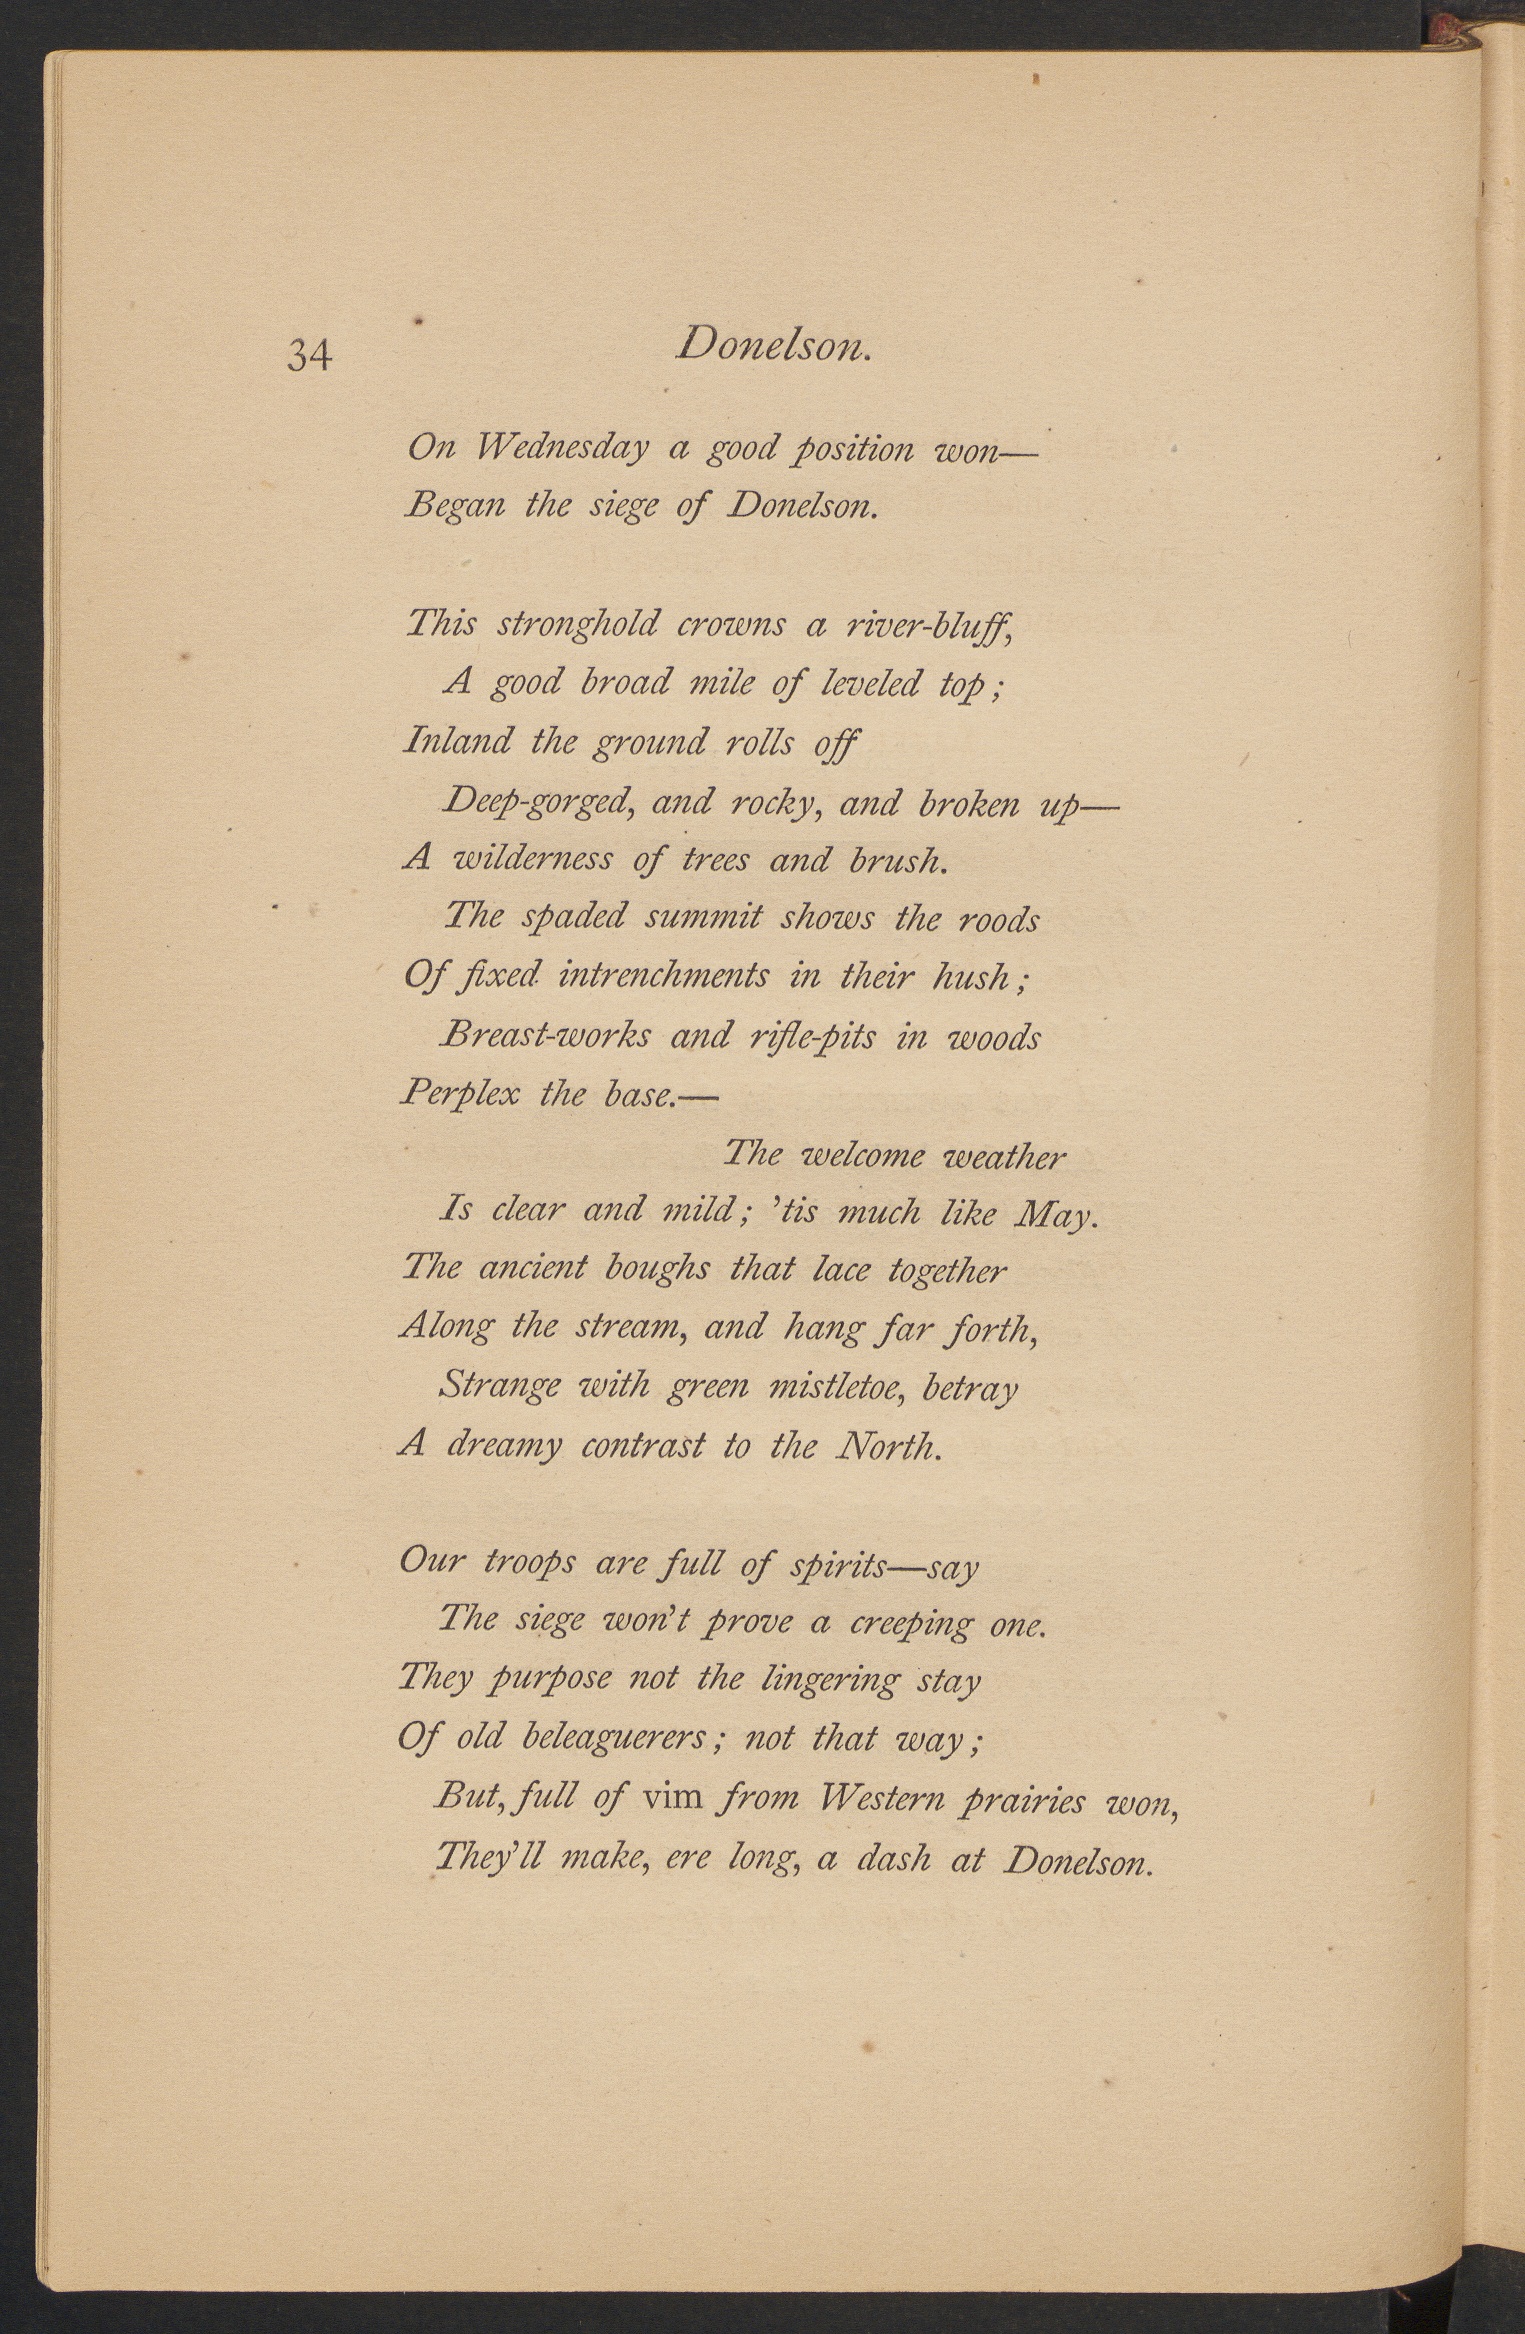 34
Donelson.
On Wednesday a good position won—
Began the siege of Donelson.
This stronghold crowns a river-bluff,
A good broad mile of leveled top;
Inland the ground rolls off
Deep-gorged, and rocky, and broken up—
A wilderness of trees and brush.
The spaded summit shows the roods
Of fixed intrenchments in their hush;
Breast-works and rifle-pits in woods
Perplex the base.—
The welcome weather
Is clear and mild; 'tis much like May.
The ancient boughs that lace together
Along the stream, and hang far forth,
Strange with green mistletoe, betray
A dreamy contrast to the North.
Our troops are full of spirits—say
The siege won't prove a creeping one.
They purpose not the lingering stay
Of old beleaguerers; not that way;
But, full of vim from Western prairies won,
They'll make, ere long, a dash at Donelson.